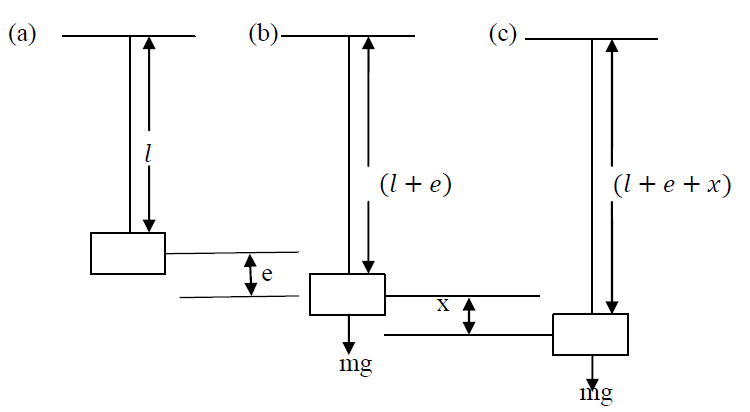 (a)
(b)
(c)
l
(l + e)
(l + e + x)
e
x
mg
mg